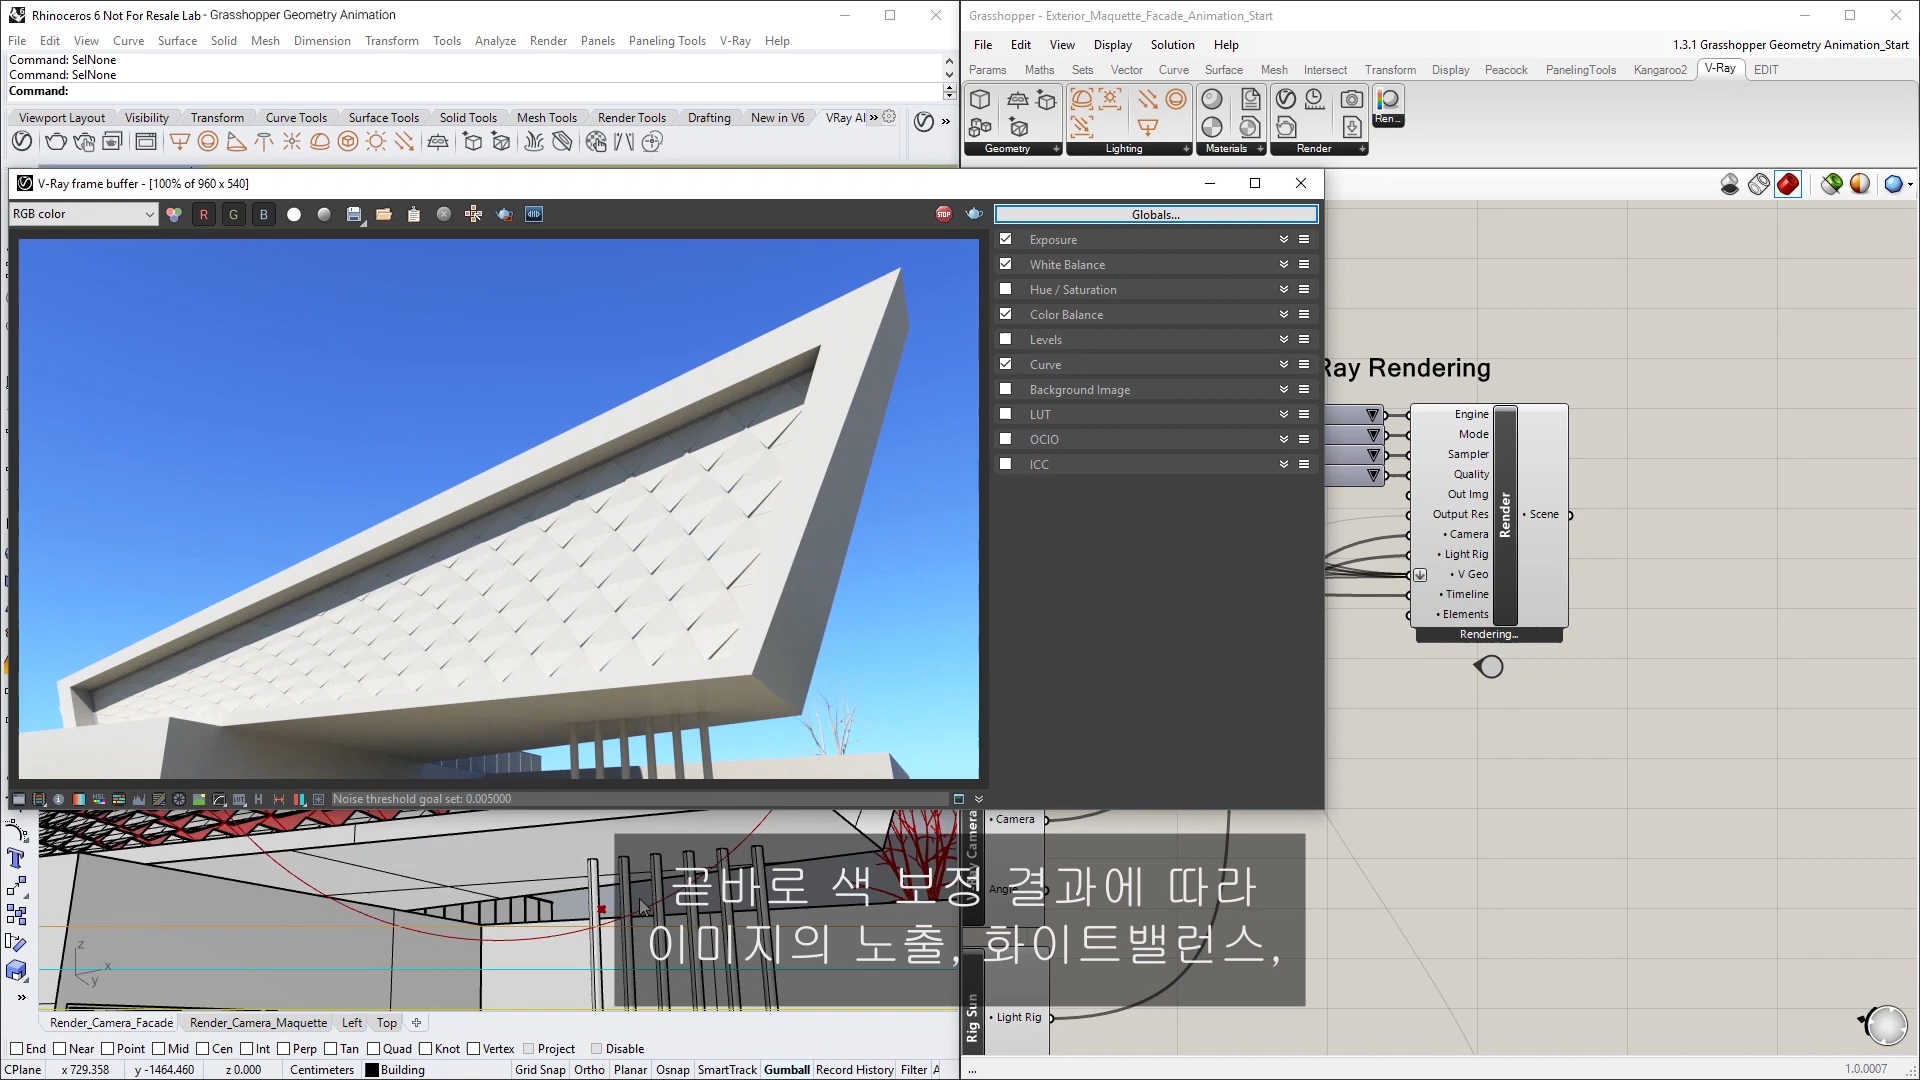 Rhinoceros 6 Not For Resale Lab - Grasshopper Geometry Animation
File Edit View Curve Surface Solid Mesh Dimension Transform Tools Analyze Render Panels Paneling Tools V-Ray Help
Command: SelNone
Command: SelNone
Command:
Viewport Layout Visibility Transform Curve Tools Surface Tools Solid Tools Mesh Tools Render Tools Drafting New in V6 VRay Al
Grasshopper - Exterior_Maquette_Facade_Animation_Start
File Edit View Display Solution Help
1.3.1 Grasshopper Geometry Animation_Start
Params Maths Sets Vector Curve Surface Mesh Intersect Transform Display Peacock PanelingTools Kangaroo2 V-Ray EDIT
Geometry Lighting Materials Render Ren...
V-Ray frame buffer - [100% of 960 x 540]
RGB color
R G B
STOP
Globals...
Exposure
White Balance
Hue / Saturation
Color Balance
Levels
Curve
Background Image
LUT
OCIO
ICC
Noise threshold goal set: 0.005000
Ray Rendering
Engine
Mode
Sampler
Quality
Out Img
Output Res
• Camera
• Light Rig
• V Geo
• Timeline
• Elements
Render
• Scene
Rendering...
• Camera
Angle
• Light Rig
Camera
Rig Sun
곧바로 색 보정 결과에 따라
이미지의 노출, 화이트밸런스,
z
x
y
Render_Camera_Facade Render_Camera_Maquette Left Top
End Near Point Mid Cen Int Perp Tan Quad Knot Vertex Project Disable
CPlane x 729.358 y -1464.460 z 0.000 Centimeters Building Grid Snap Ortho Planar Osnap SmartTrack Gumball Record History Filter A
...
1.0.0007